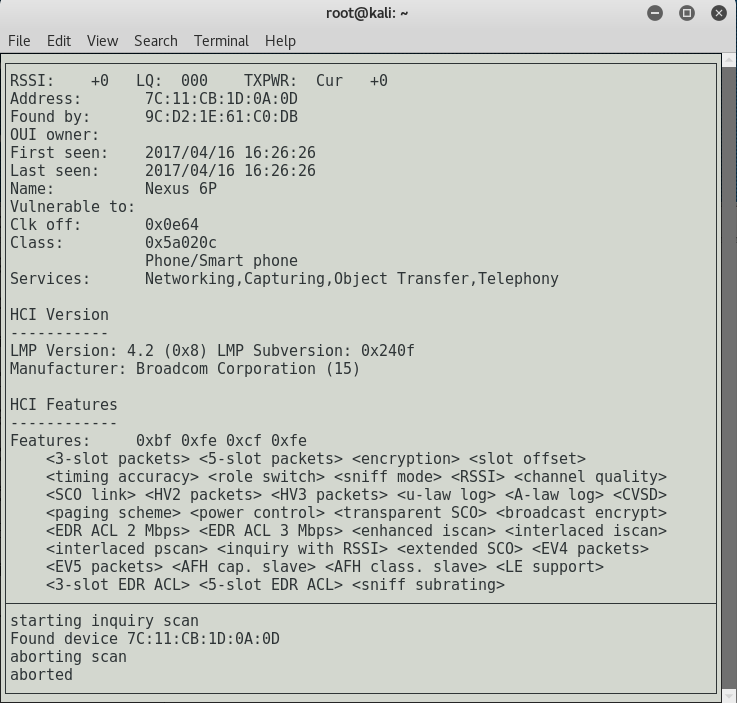 root@kali: ~
File Edit View Search Terminal Help
RSSI: +0 LQ: 000 TXPWR: Cur +0
Address: 7C:11:CB:1D:0A:0D
Found by: 9C:D2:1E:61:C0:DB
OUI owner:
First seen: 2017/04/16 16:26:26
Last seen: 2017/04/16 16:26:26
Name: Nexus 6P
Vulnerable to:
Clk off: 0x0e64
Class: 0x5a020c
Phone/Smart phone
Services: Networking,Capturing,Object Transfer,Telephony
HCI Version
-----------
LMP Version: 4.2 (0x8) LMP Subversion: 0x240f
Manufacturer: Broadcom Corporation (15)
HCI Features
------------
Features: 0xbf 0xfe 0xcf 0xfe
<3-slot packets> <5-slot packets> <encryption> <slot offset>
<timing accuracy> <role switch> <sniff mode> <RSSI> <channel quality>
<SCO link> <HV2 packets> <HV3 packets> <u-law log> <A-law log> <CVSD>
<paging scheme> <power control> <transparent SCO> <broadcast encrypt>
<EDR ACL 2 Mbps> <EDR ACL 3 Mbps> <enhanced iscan> <interlaced iscan>
<interlaced pscan> <inquiry with RSSI> <extended SCO> <EV4 packets>
<EV5 packets> <AFH cap. slave> <AFH class. slave> <LE support>
<3-slot EDR ACL> <5-slot EDR ACL> <sniff subrating>
starting inquiry scan
Found device 7C:11:CB:1D:0A:0D
aborting scan
aborted